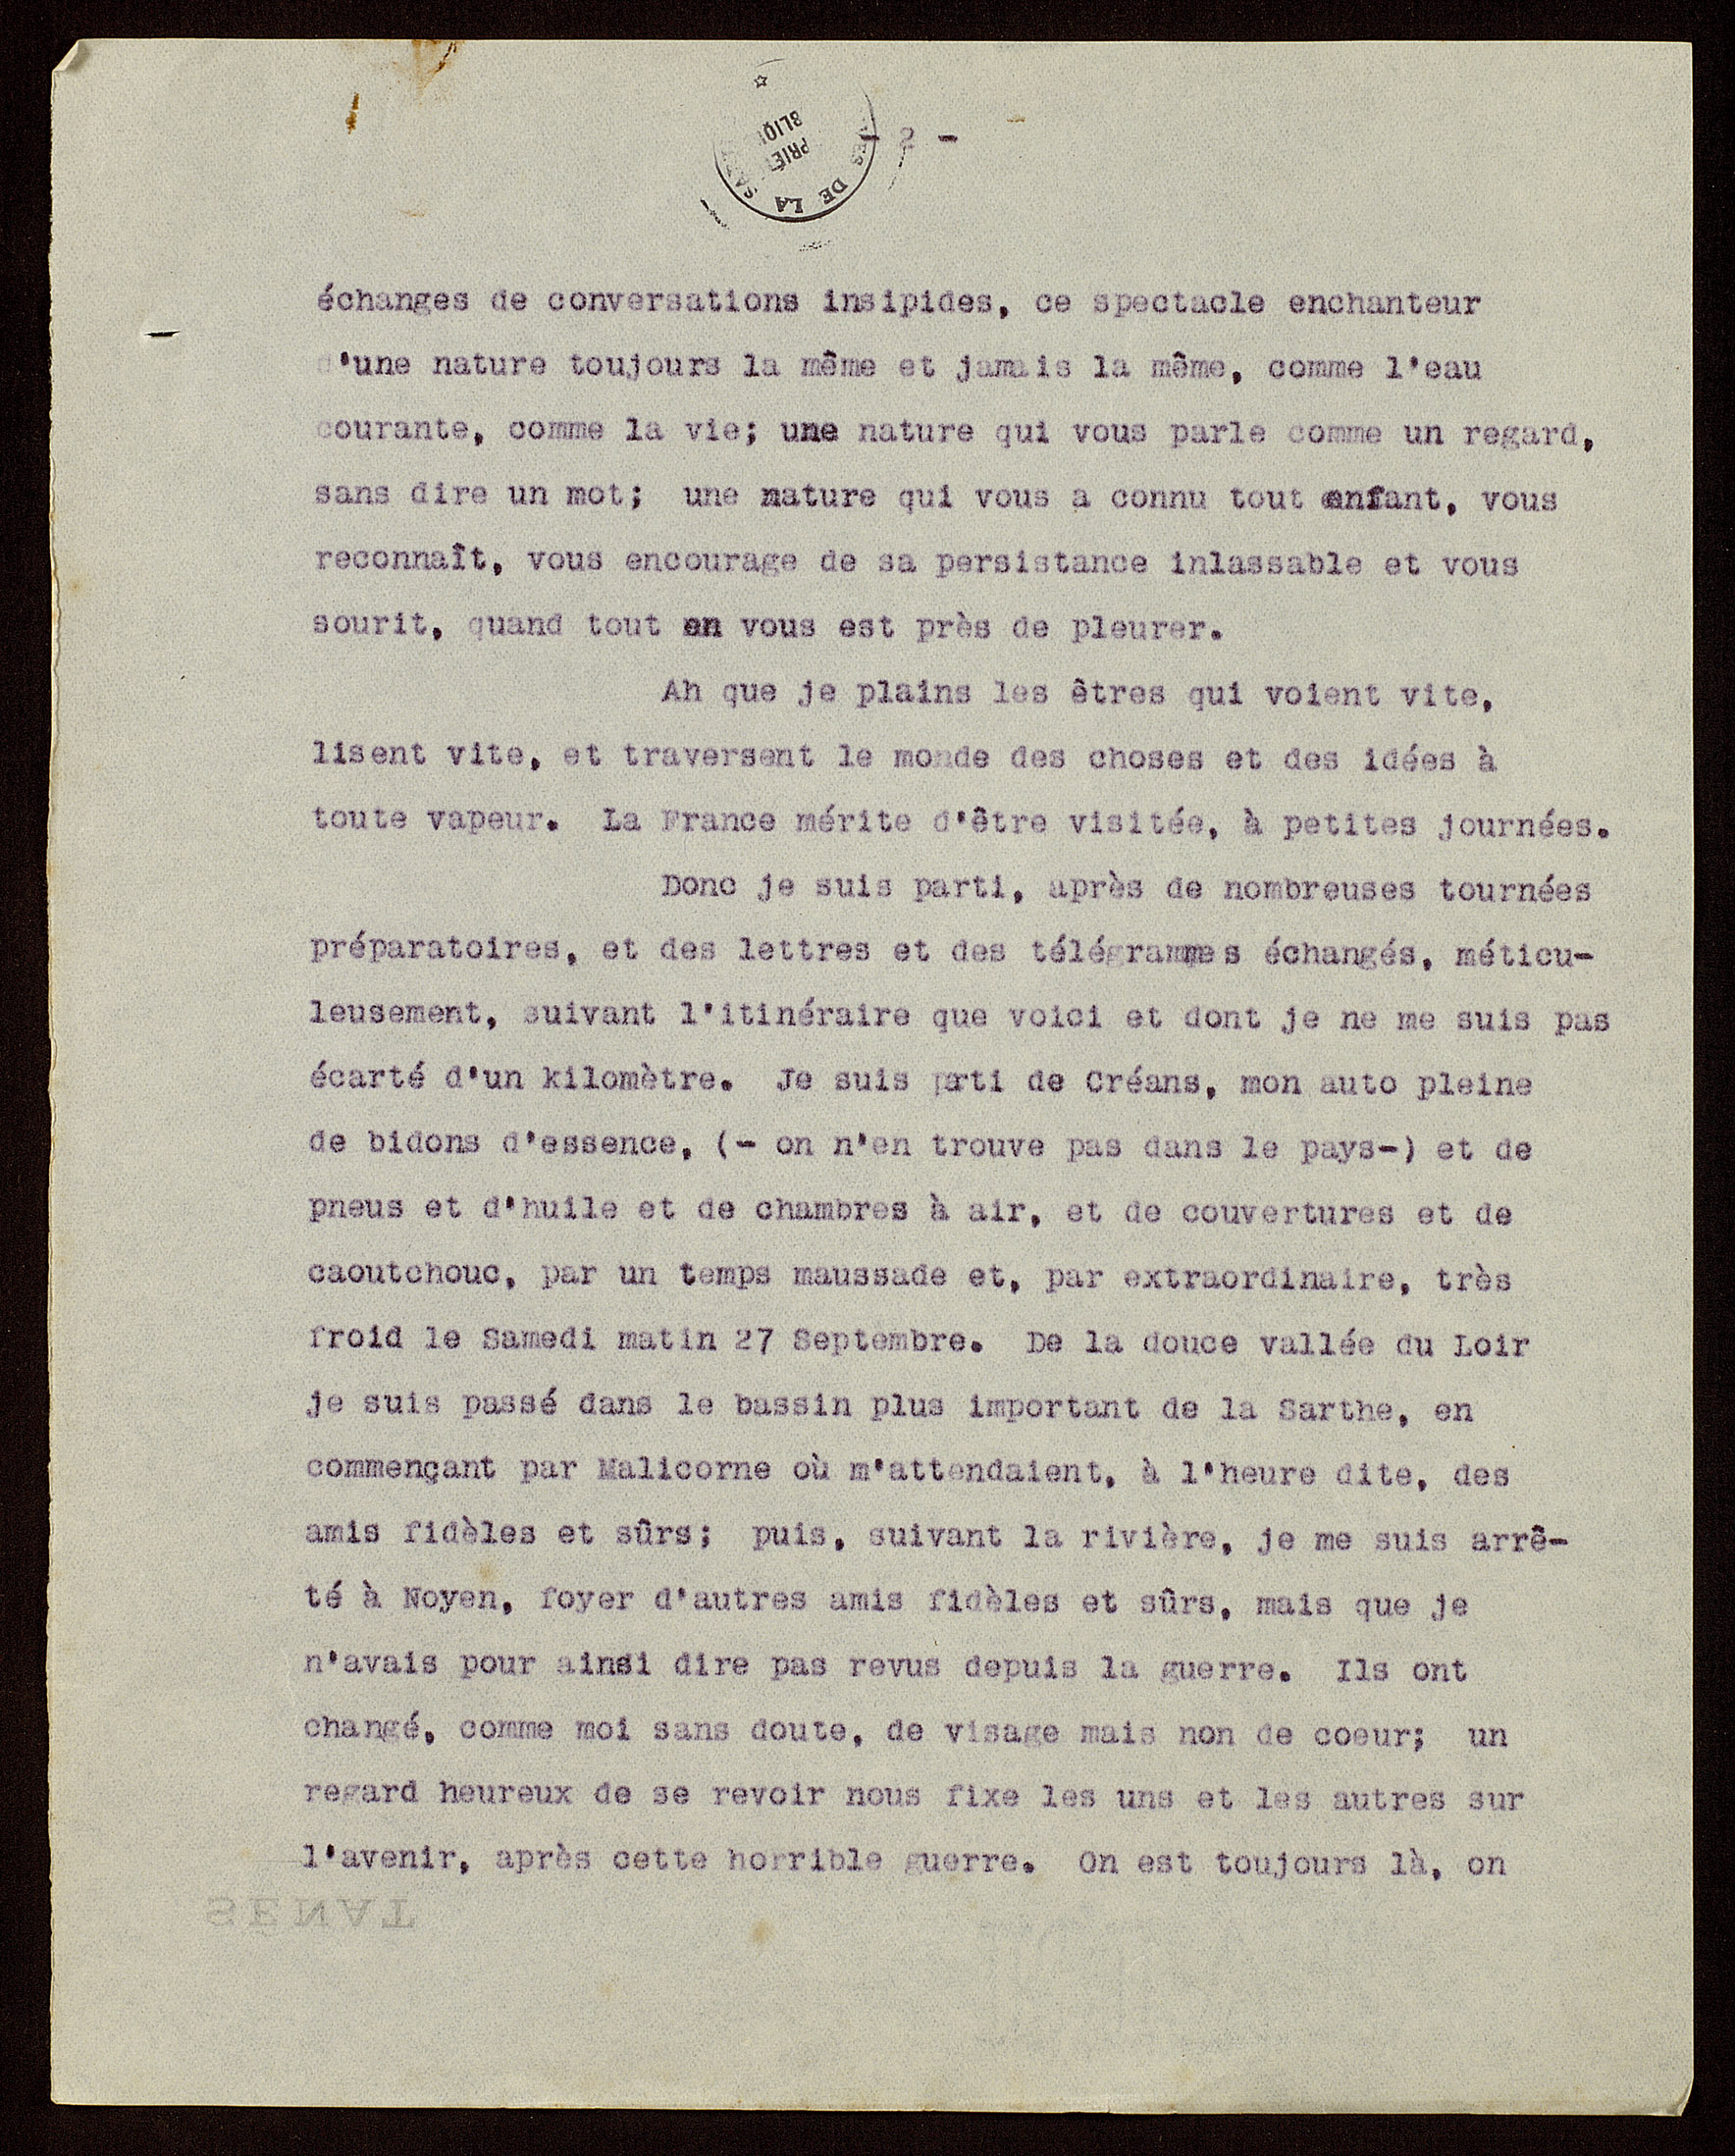 - 2 -
DE LA
PRIÉT
BLIQU
échanges de conversations insipides, ce spectacle enchanteur
d'une nature toujours la même et jamais la même, comme l'eau
courante, comme la vie; une nature qui vous parle comme un regard,
sans dire un mot; une nature qui vous a connu tout enfant, vous
reconnaît, vous encourage de sa persistance inlassable et vous
sourit, quand tout en vous est près de pleurer.
Ah que je plains les êtres qui voient vite,
lisent vite, et traversent le monde des choses et des idées à
toute vapeur. La France mérite d'être visitée, à petites journées.
Donc je suis parti, après de nombreuses tournées
préparatoires, et des lettres et des télégrammes échangés, méticu-
leusement, suivant l'itinéraire que voici et dont je ne me suis pas
écarté d'un kilomètre. Je suis parti de Créans, mon auto pleine
de bidons d'essence, (- on n'en trouve pas dans le pays-) et de
pneus et d'huile et de chambres à air, et de couvertures et de
caoutchouc, par un temps maussade et, par extraordinaire, très
froid le Samedi matin 27 Septembre. De la douce vallée du Loir
je suis passé dans le bassin plus important de la Sarthe, en
commençant par Malicorne où m'attendaient, à l'heure dite, des
amis fidèles et sûrs; puis, suivant la rivière, je me suis arrê-
té à Noyen, foyer d'autres amis fidèles et sûrs, mais que je
n'avais pour ainsi dire pas revus depuis la guerre. Ils ont
changé, comme moi sans doute, de visage mais non de coeur; un
regard heureux de se revoir nous fixe les uns et les autres sur
l'avenir, après cette horrible guerre. On est toujours là, on
SENAT